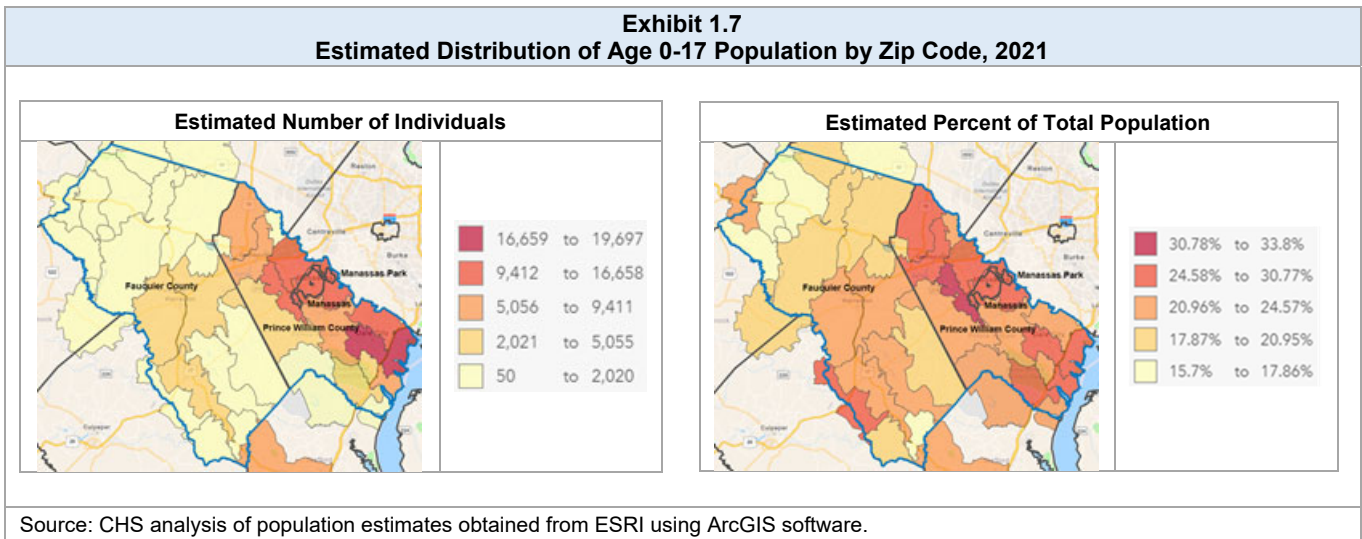 Exhibit 1.7
Estimated Distribution of Age 0-17 Population by Zip Code, 2021
Estimated Number of Individuals
Reston
Centreville
Burke
Manassas Park
Fauquier County
Manassas
Prince William County
Culpeper
16,659 to 19,697
9,412 to 16,658
5,056 to 9,411
2,021 to 5,055
50 to 2,020
Estimated Percent of Total Population
Reston
Centreville
Burke
Manassas Park
Fauquier County
Manassas
Prince William County
Culpeper
30.78% to 33.8%
24.58% to 30.77%
20.96% to 24.57%
17.87% to 20.95%
15.7% to 17.86%
Source: CHS analysis of population estimates obtained from ESRI using ArcGIS software.